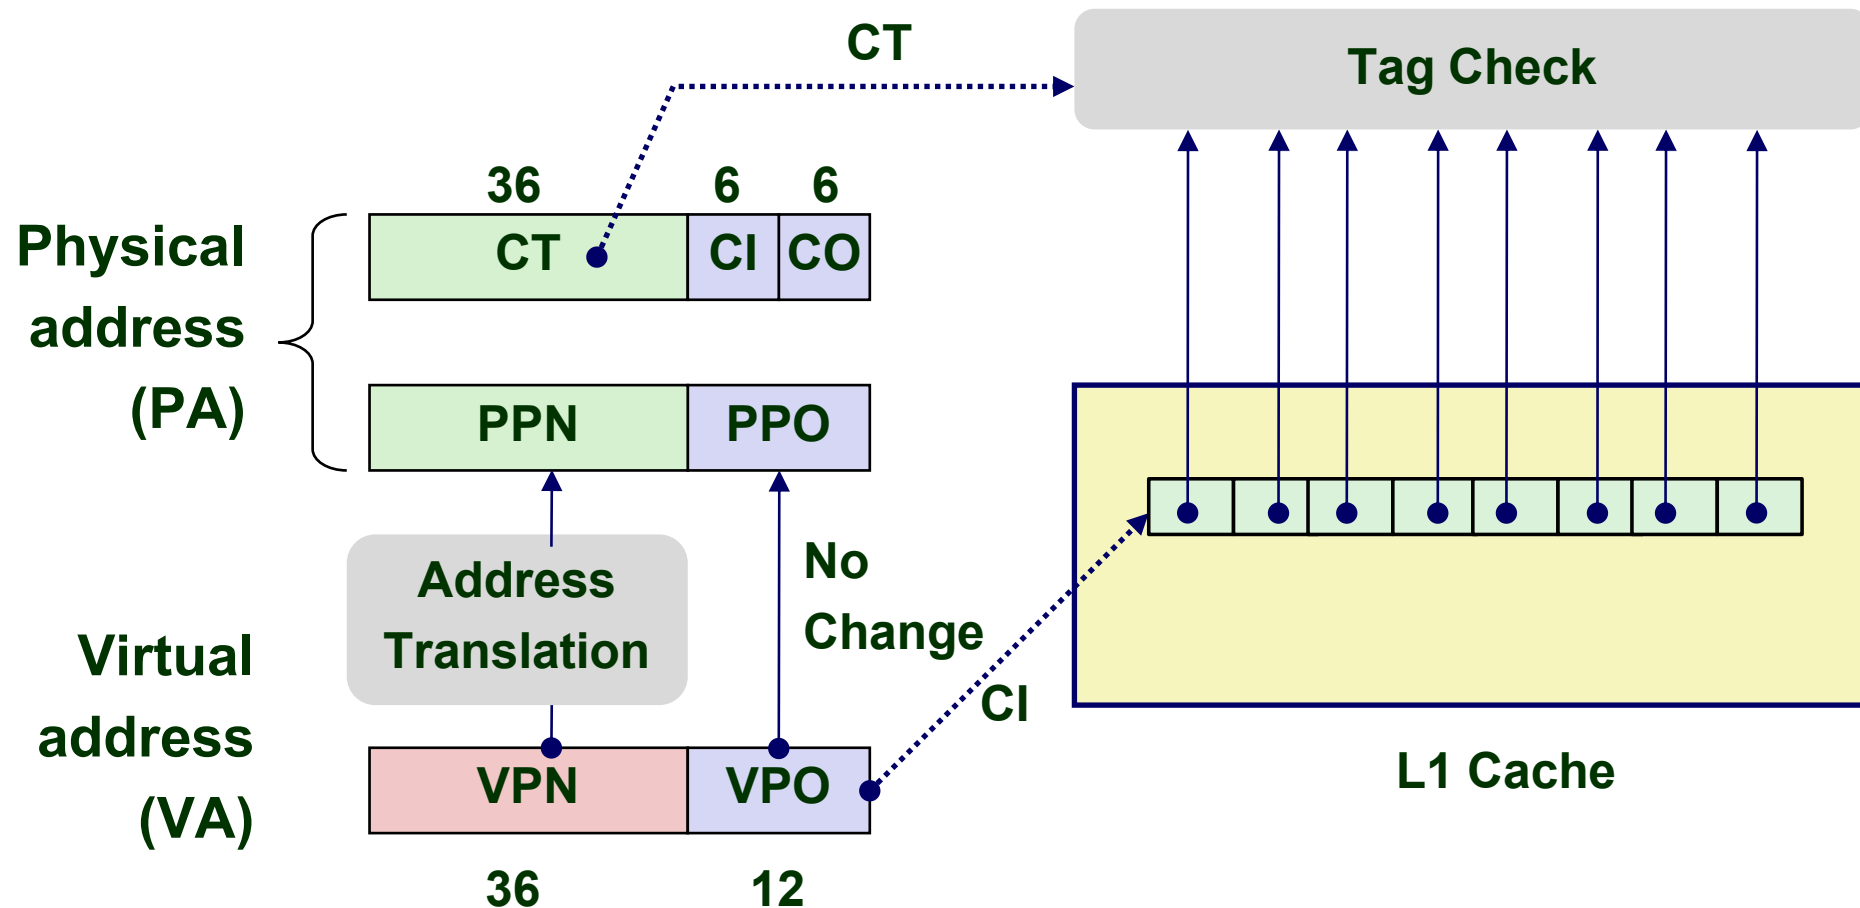 CT
Tag Check
36
6
6
Physical
address
(PA)
CT
CI
CO
PPN
PPO
Address
Translation
No
Change
CI
Virtual
address
(VA)
VPN
VPO
L1 Cache
36
12